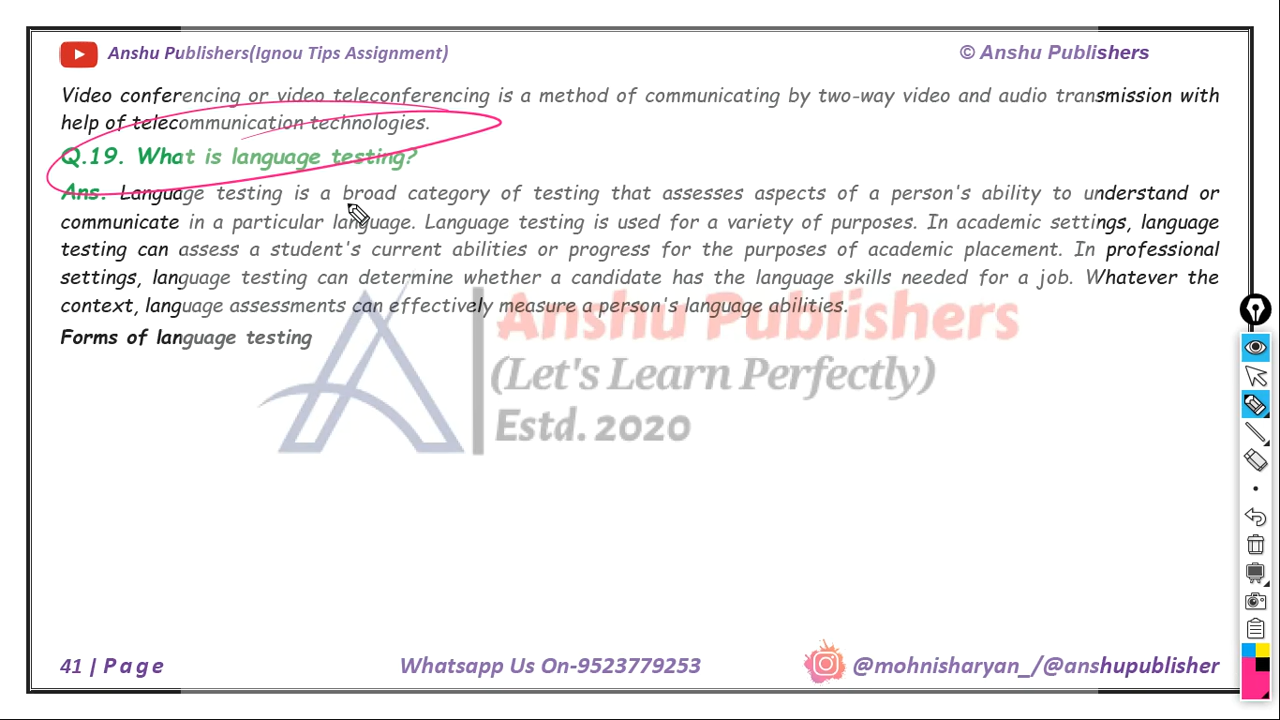 Anshu Publishers(Ignou Tips Assignment) © Anshu Publishers
Video conferencing or video teleconferencing is a method of communicating by two-way video and audio transmission with
help of telecommunication technologies.
Q.19. What is language testing?
Ans. Language testing is a broad category of testing that assesses aspects of a person's ability to understand or
communicate in a particular language. Language testing is used for a variety of purposes. In academic settings, language
testing can assess a student's current abilities or progress for the purposes of academic placement. In professional
settings, language testing can determine whether a candidate has the language skills needed for a job. Whatever the
context, language assessments can effectively measure a person's language abilities.
Forms of language testing
Anshu Publishers
(Let's Learn Perfectly)
Estd. 2020
41 | Page Whatsapp Us On-9523779253 @mohnisharyan_/@anshupublisher